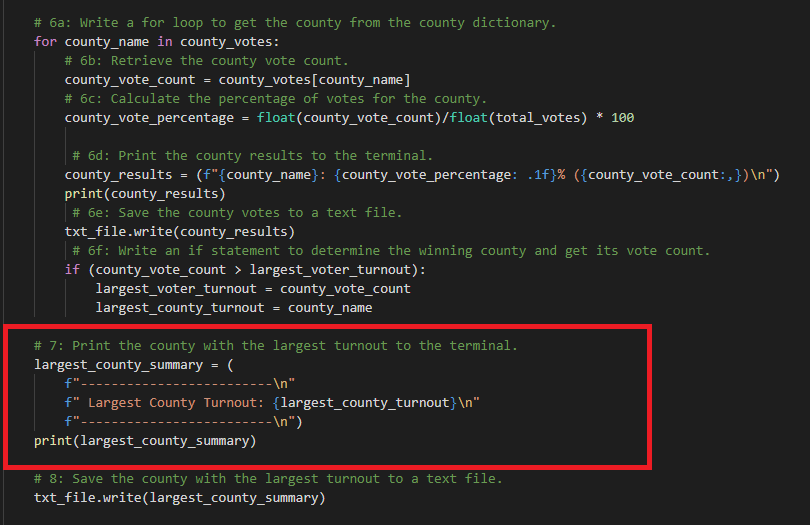 # 6a: Write a for loop to get the county from the county dictionary.
for county_name in county_votes:
# 6b: Retrieve the county vote count.
county_vote_count = county_votes[county_name]
# 6c: Calculate the percentage of votes for the county.
county_vote_percentage = float(county_vote_count)/float(total_votes) * 100
# 6d: Print the county results to the terminal.
county_results = (f"{county_name}: {county_vote_percentage: .1f}% ({county_vote_count:,})\n")
print(county_results)
# 6e: Save the county votes to a text file.
txt_file.write(county_results)
# 6f: Write an if statement to determine the winning county and get its vote count.
if (county_vote_count > largest_voter_turnout):
largest_voter_turnout = county_vote_count
largest_county_turnout = county_name
# 7: Print the county with the largest turnout to the terminal.
largest_county_summary = (
f"-------------------------\n"
f" Largest County Turnout: {largest_county_turnout}\n"
f"-------------------------\n")
print(largest_county_summary)
# 8: Save the county with the largest turnout to a text file.
txt_file.write(largest_county_summary)